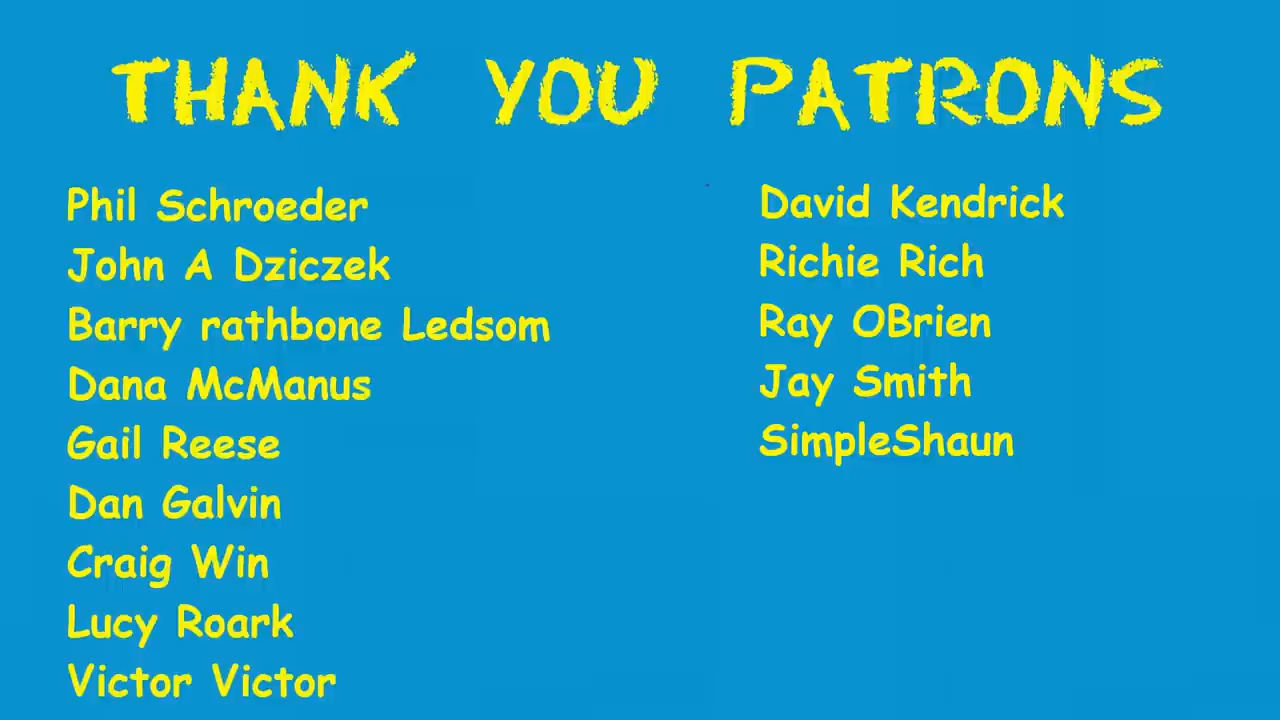 THANK YOU PATRONS
Phil Schroeder
John A Dziczek
Barry rathbone Ledsom
Dana McManus
Gail Reese
Dan Galvin
Craig Win
Lucy Roark
Victor Victor
David Kendrick
Richie Rich
Ray OBrien
Jay Smith
SimpleShaun